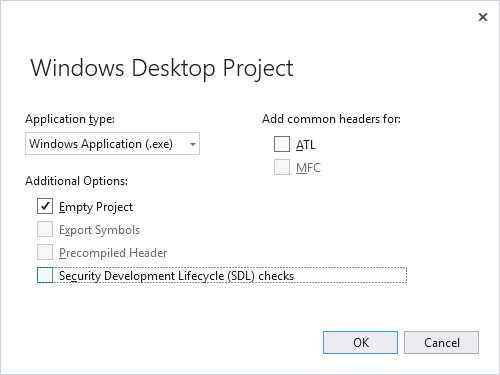 Windows Desktop Project
Application type:
Windows Application (.exe)
Add common headers for:
ATL
MFC
Additional Options:
Empty Project
Export Symbols
Precompiled Header
Security Development Lifecycle (SDL) checks
OK
Cancel